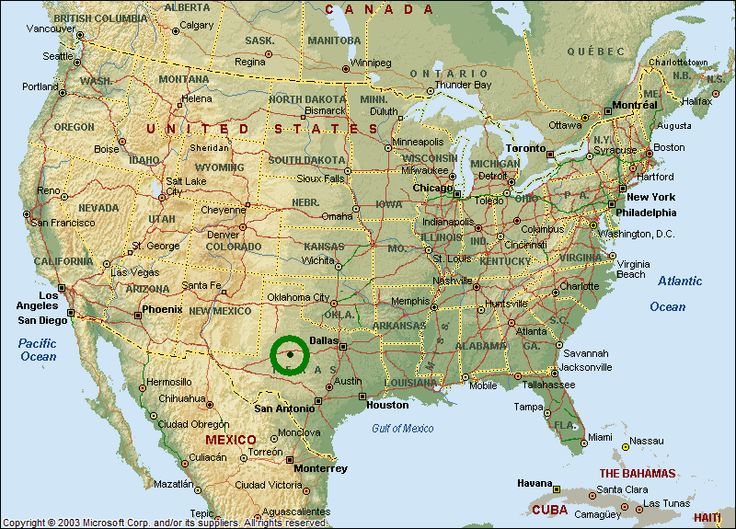 CANADA
BRITISH COLUMBIA
ALBERTA
Calgary
Vancouver
SASK.
Regina
MANITOBA
Winnipeg
ONTARIO
Thunder Bay
QUÉBEC
Charlottetown
N.B.
N.S.
Halifax
Seattle
WASH.
Portland
MONTANA
Helena
NORTH DAKOTA
Bismarck
MINN.
Duluth
Ottawa
Montréal
ME.
Augusta
UNITED STATES
OREGON
Boise
IDAHO
Sheridan
WYOMING
SOUTH DAKOTA
Sioux Falls
Minneapolis
WISCONSIN
Milwaukee
MICHIGAN
Detroit
Toronto
N.Y.
Syracuse
Boston
Hartford
Reno
NEVADA
Salt Lake
City
Cheyenne
NEBR.
Omaha
IOWA
Chicago
Toledo
OHIO
P A.
New York
Philadelphia
San Francisco
UTAH
Denver
COLORADO
KANSAS
Wichita
MO.
ILLINOIS
Indianapolis
IND.
Columbus
Cincinnati
Washington, D.C.
St. George
St. Louis
KENTUCKY
VIRGINIA
Virginia
Beach
CALIFORNIA
Las Vegas
Santa Fe
Oklahoma City
OKLA.
Nashville
Atlantic
Ocean
Los
Angeles
San Diego
ARIZONA
Phoenix
NEW MEXICO
Memphis
ARKANSAS
Huntsville
Charlotte
S.C.
Pacific
Ocean
Dallas
TEXAS
MISS.
ALABAMA
Atlanta
GA.
Savannah
Jacksonville
Hermosillo
Chihuahua
Austin
LOUISIANA
Mobile
Tallahassee
San Antonio
Houston
Ciudad Obregón
Tampa
FLA.
Gulf of Mexico
MEXICO
Monclova
Culiacán
Torreón
Monterrey
Miami
Nassau
Mazatlán
Ciudad Victoria
Havana
THE BAHAMAS
Santa Clara
Tepic
Aguascalientes
CUBA
Camagüey
Las Tunas
HAITI
Copyright © 2003 Microsoft Corp. and/or its suppliers. All rights reserved.